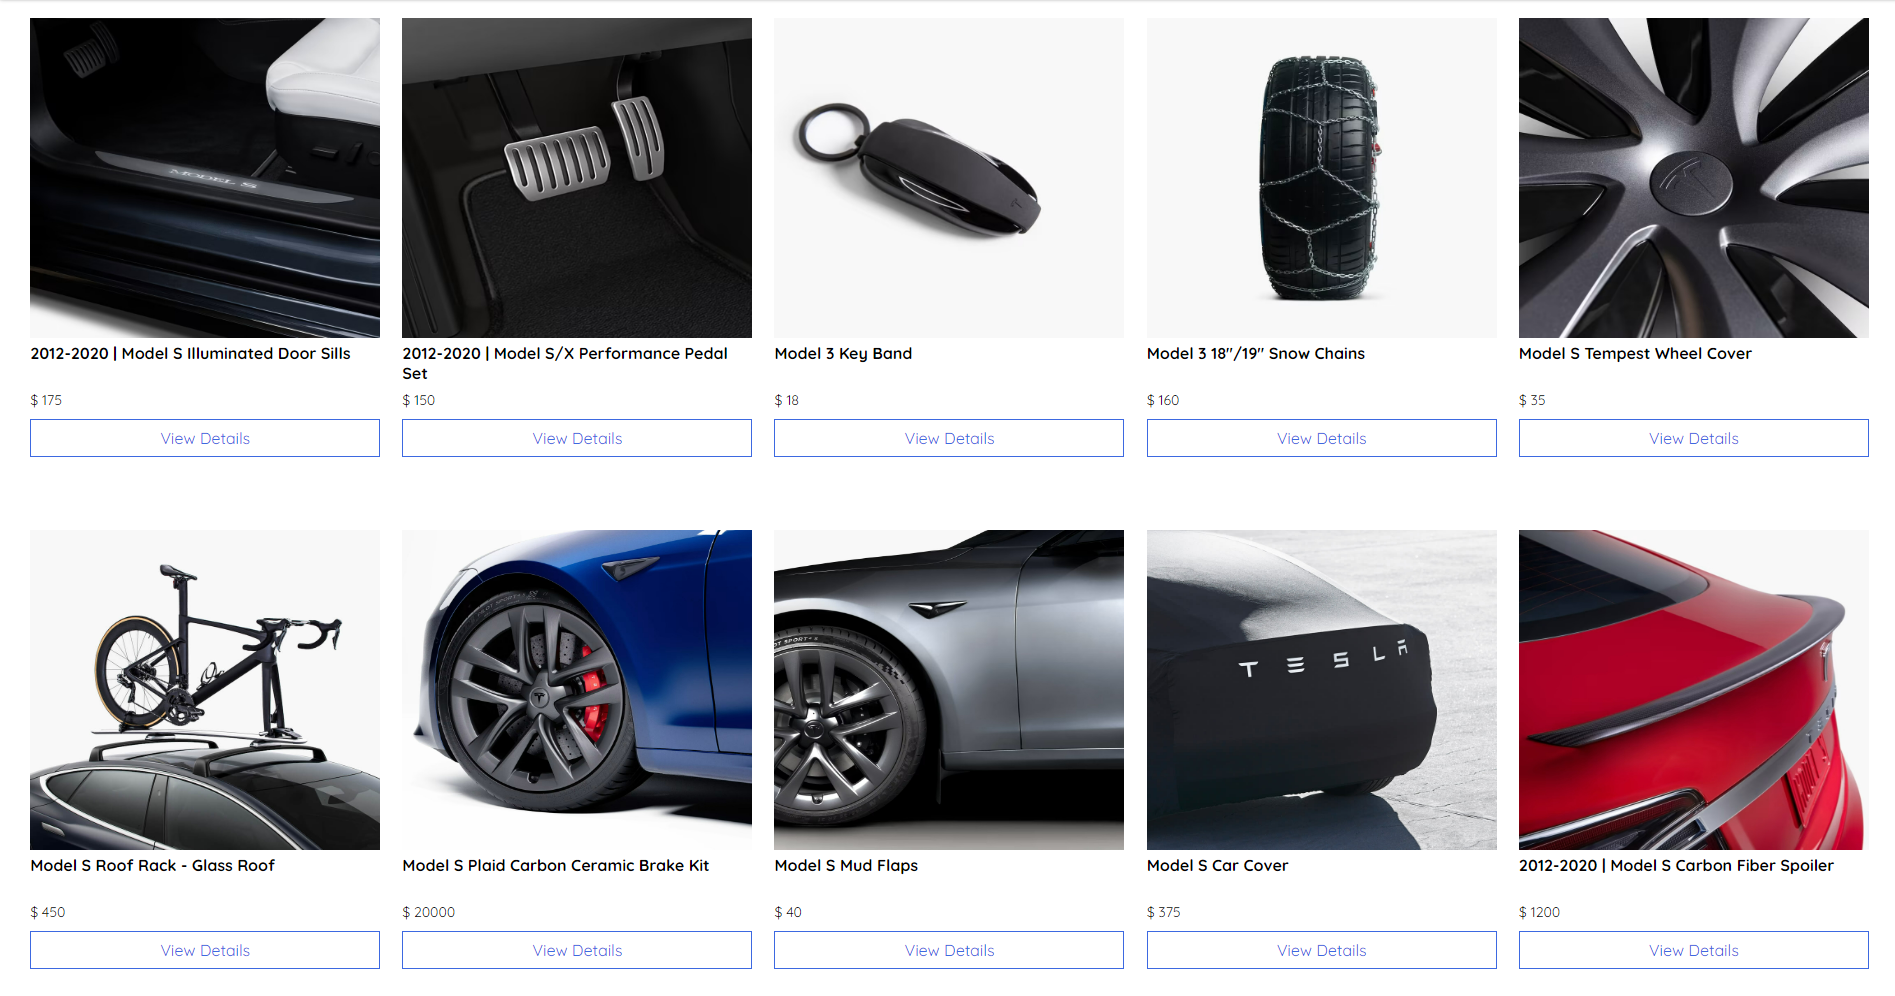 MODEL S
2012-2020 | Model S Illuminated Door Sills
$ 175
View Details
2012-2020 | Model S/X Performance Pedal
Set
$ 150
View Details
Model 3 Key Band
$ 18
View Details
Model 3 18"/19" Snow Chains
$ 160
View Details
Model S Tempest Wheel Cover
$ 35
View Details
Model S Roof Rack - Glass Roof
$ 450
View Details
Model S Plaid Carbon Ceramic Brake Kit
$ 20000
View Details
Model S Mud Flaps
$ 40
View Details
TESLA
Model S Car Cover
$ 375
View Details
2012-2020 | Model S Carbon Fiber Spoiler
$ 1200
View Details